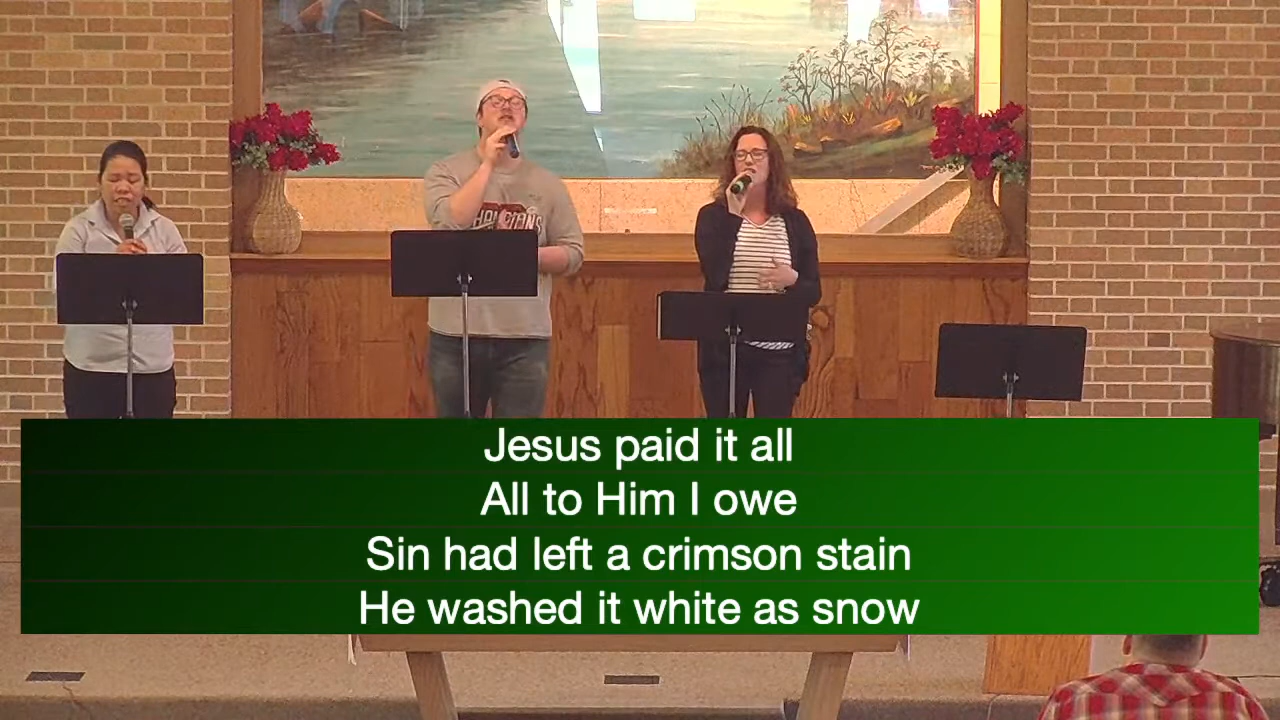 Jesus paid it all
All to Him I owe
Sin had left a crimson stain
He washed it white as snow